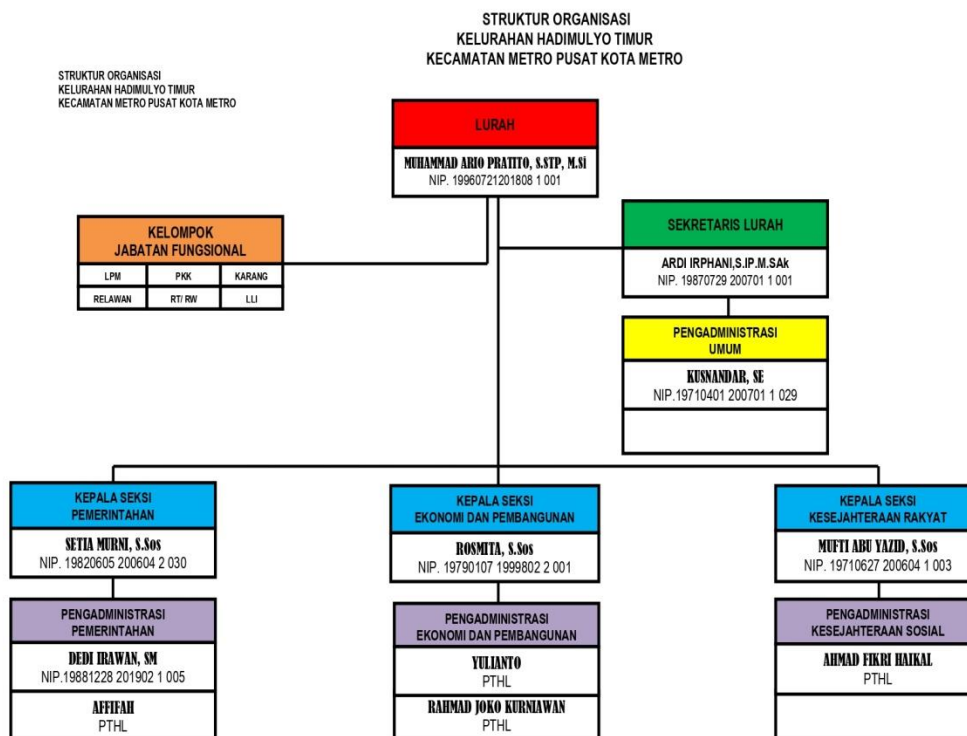 STRUKTUR ORGANISASI
KELURAHAN HADIMULYO TIMUR
KECAMATAN METRO PUSAT KOTA METRO
STRUKTUR ORGANISASI
KELURAHAN HADIMULYO TIMUR
KECAMATAN METRO PUSAT KOTA METRO
LURAH
MUHAMMAD ARIO PRATITO, S.STP, M.Si
NIP. 19960721201808 1 001
KELOMPOK
JABATAN FUNGSIONAL
LPM PKK KARANG
RELAWAN RT/ RW LLI
SEKRETARIS LURAH
ARDI IRPHANI,S.IP.M.SAk
NIP. 19870729 200701 1 001
PENGADMINISTRASI
UMUM
KUSNANDAR, SE
NIP.19710401 200701 1 029
KEPALA SEKSI
PEMERINTAHAN
SETIA MURNI, S.Sos
NIP. 19820605 200604 2 030
PENGADMINISTRASI
PEMERINTAHAN
DEDI IRAWAN, SM
NIP.19881228 201902 1 005
AFFIFAH
PTHL
KEPALA SEKSI
EKONOMI DAN PEMBANGUNAN
ROSMITA, S.Sos
NIP. 19790107 1999802 2 001
PENGADMINISTRASI
EKONOMI DAN PEMBANGUNAN
YULIANTO
PTHL
RAHMAD JOKO KURNIAWAN
PTHL
KEPALA SEKSI
KESEJAHTERAAN RAKYAT
MUFTI ABU YAZID, S.Sos
NIP. 19710627 200604 1 003
PENGADMINISTRASI
KESEJAHTERAAN SOSIAL
AHMAD FIKRI HAIKAL
PTHL